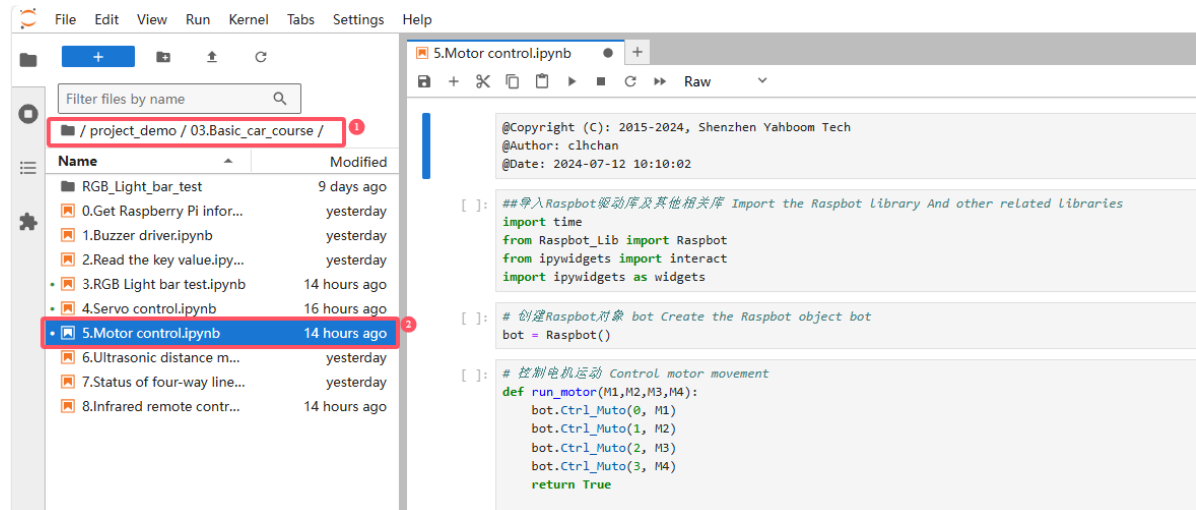 File Edit View Run Kernel Tabs Settings Help
+
Filter files by name
/ project_demo / 03.Basic_car_course /
1
Name Modified
RGB_Light_bar_test 9 days ago
0.Get Raspberry Pi infor... yesterday
1.Buzzer driver.ipynb yesterday
2.Read the key value.ipy... yesterday
3.RGB Light bar test.ipynb 14 hours ago
4.Servo control.ipynb 16 hours ago
5.Motor control.ipynb 14 hours ago
2
6.Ultrasonic distance m... yesterday
7.Status of four-way line... yesterday
8.Infrared remote contr... 14 hours ago
5.Motor control.ipynb
Raw
@Copyright (C): 2015-2024, Shenzhen Yahboom Tech
@Author: clhchan
@Date: 2024-07-12 10:10:02
[ ]: ##导入Raspbot驱动库及其他相关库 Import the Raspbot library And other related libraries
import time
from Raspbot_Lib import Raspbot
from ipywidgets import interact
import ipywidgets as widgets
[ ]: # 创建Raspbot对象 bot Create the Raspbot object bot
bot = Raspbot()
[ ]: # 控制电机运动 Control motor movement
def run_motor(M1,M2,M3,M4):
bot.Ctrl_Muto(0, M1)
bot.Ctrl_Muto(1, M2)
bot.Ctrl_Muto(2, M3)
bot.Ctrl_Muto(3, M4)
return True